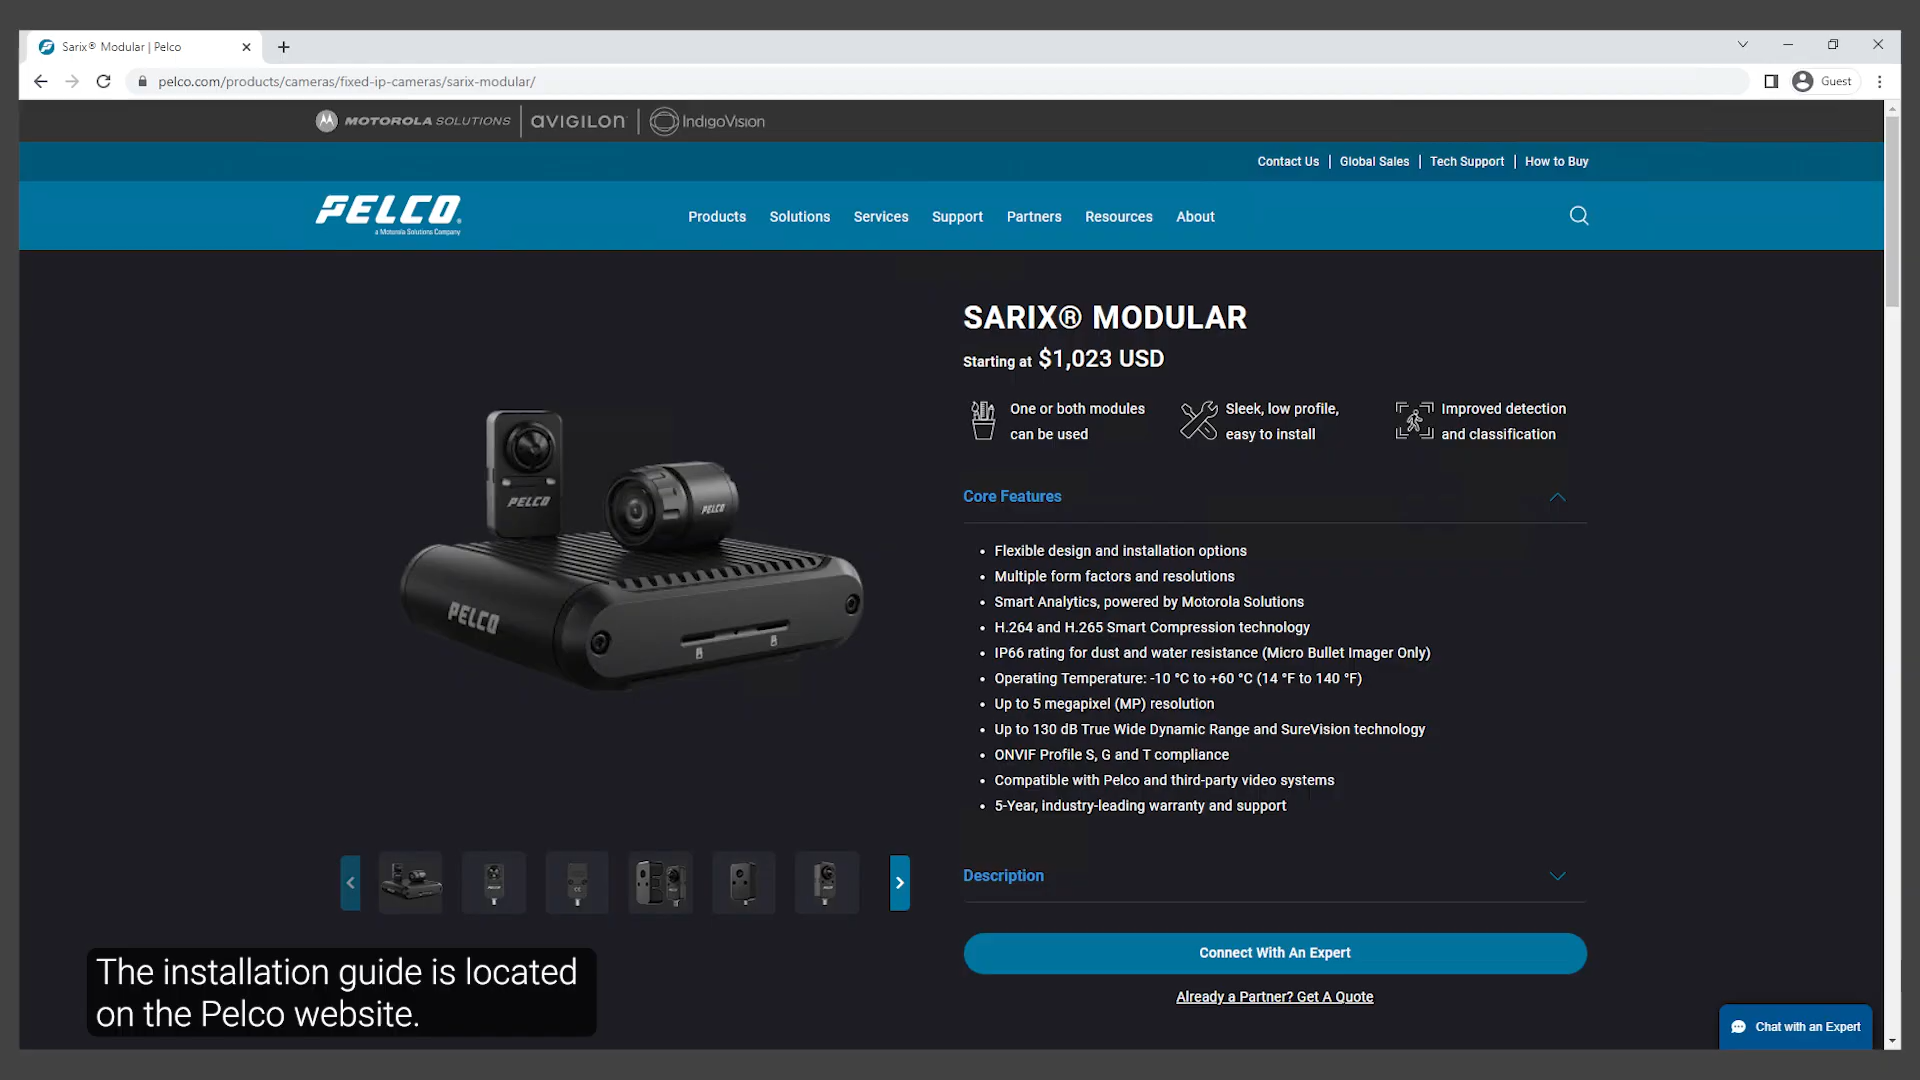 Sarix® Modular | Pelco
pelco.com/products/cameras/fixed-ip-cameras/sarix-modular/
Guest
MOTOROLA SOLUTIONS
AVIGILON
IndigoVision
Contact Us | Global Sales | Tech Support | How to Buy
PELCO
a Motorola Solutions Company
Products
Solutions
Services
Support
Partners
Resources
About
SARIX® MODULAR
Starting at $1,023 USD
One or both modules
can be used
Sleek, low profile,
easy to install
Improved detection
and classification
Core Features
• Flexible design and installation options
• Multiple form factors and resolutions
• Smart Analytics, powered by Motorola Solutions
• H.264 and H.265 Smart Compression technology
• IP66 rating for dust and water resistance (Micro Bullet Imager Only)
• Operating Temperature: -10 °C to +60 °C (14 °F to 140 °F)
• Up to 5 megapixel (MP) resolution
• Up to 130 dB True Wide Dynamic Range and SureVision technology
• ONVIF Profile S, G and T compliance
• Compatible with Pelco and third-party video systems
• 5-Year, industry-leading warranty and support
PELCO
PELCO
PELCO
Description
Connect With An Expert
Already a Partner? Get A Quote
The installation guide is located
on the Pelco website.
Chat with an Expert